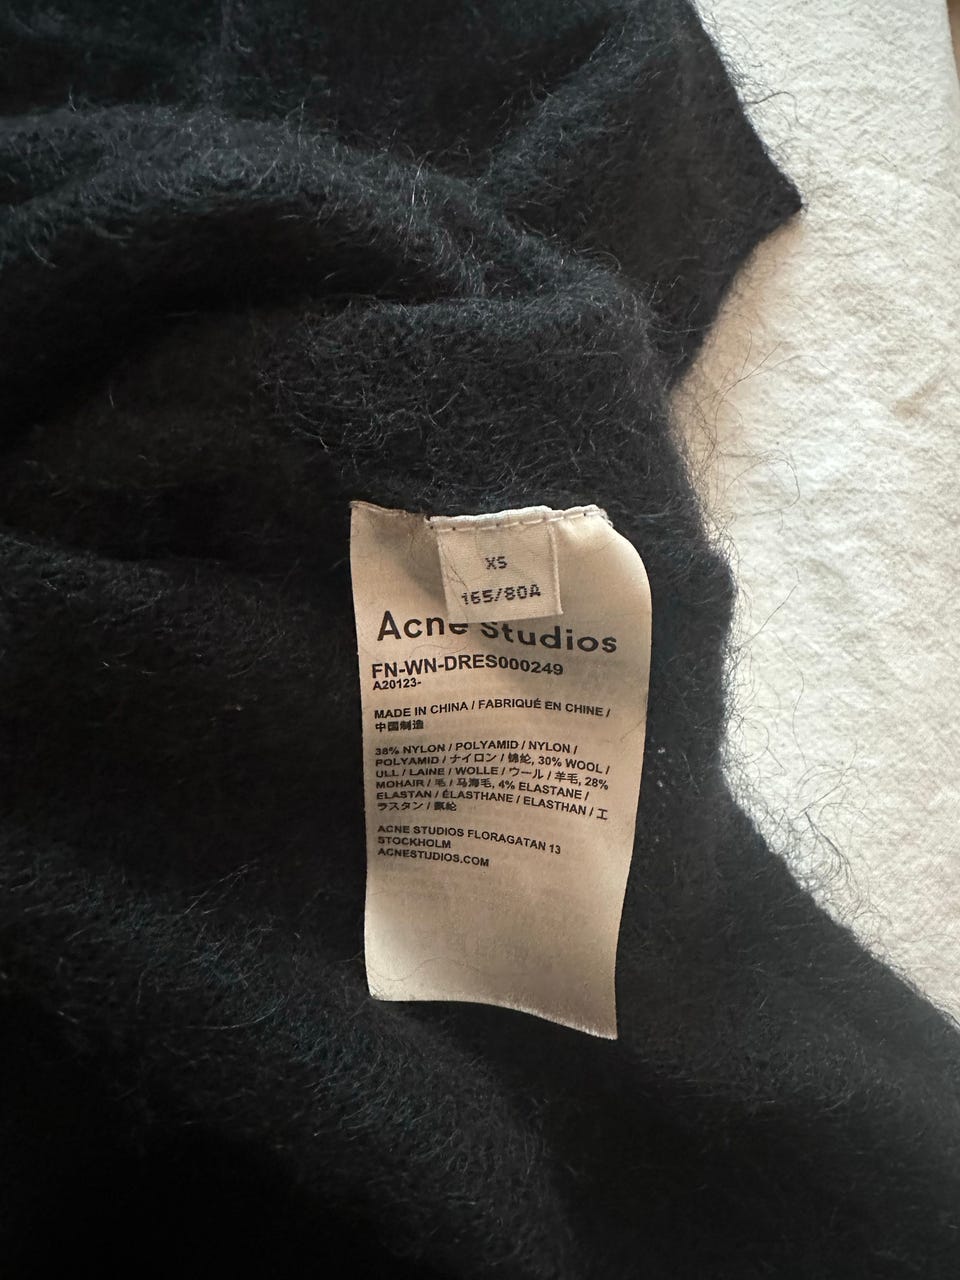 XS
165/80A
Acne Studios
FN-WN-DRES000249
A20123-
MADE IN CHINA / FABRIQUÉ EN CHINE /
中国制造
38% NYLON / POLYAMID / NYLON /
POLYAMID / ナイロン / 锦纶, 30% WOOL /
ULL / LAINE / WOLLE / ウール / 羊毛, 28%
MOHAIR / 毛 / 马海毛, 4% ELASTANE /
ELASTAN / ÉLASTHANE / ELASTHAN / エ
ラスタン / 氨纶
ACNE STUDIOS FLORAGATAN 13
STOCKHOLM
ACNESTUDIOS.COM